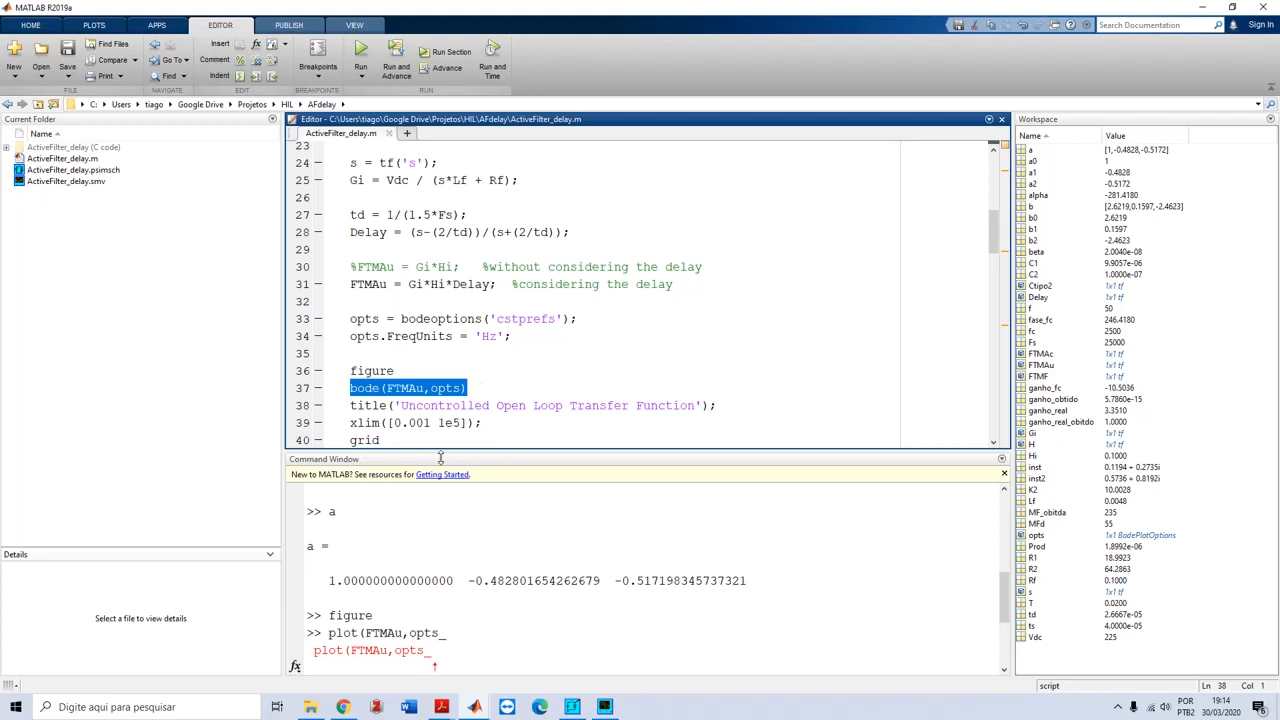 MATLAB R2019a
HOME PLOTS APPS EDITOR PUBLISH VIEW
Search Documentation
Sign In
New Open Save Find Files Compare Print
Go To Find
Insert Comment Indent
Breakpoints
Run Run and Advance Run Section Advance Run and Time
FILE NAVIGATE EDIT BREAKPOINTS RUN
C: Users tiago Google Drive Projetos HIL AFdelay
Current Folder
Name
ActiveFilter_delay (C code)
ActiveFilter_delay.m
ActiveFilter_delay.psimsch
ActiveFilter_delay.smv
Details
Select a file to view details
Editor - C:\Users\tiago\Google Drive\Projetos\HIL\AFdelay\ActiveFilter_delay.m
ActiveFilter_delay.m
23
24 s = tf('s');
25 Gi = Vdc / (s*Lf + Rf);
26
27 td = 1/(1.5*Fs);
28 Delay = (s-(2/td))/(s+(2/td));
29
30 %FTMAu = Gi*Hi; %without considering the delay
31 FTMAu = Gi*Hi*Delay; %considering the delay
32
33 opts = bodeoptions('cstprefs');
34 opts.FreqUnits = 'Hz';
35
36 figure
37 bode(FTMAu,opts)
38 title('Uncontrolled Open Loop Transfer Function');
39 xlim([0.001 1e5]);
40 grid
Command Window
New to MATLAB? See resources for Getting Started.
>> a
a =
1.000000000000000 -0.482801654262679 -0.517198345737321
>> figure
>> plot(FTMAu,opts_
plot(FTMAu,opts_
fx
Workspace
Name Value
a [1,-0.4828,-0.5172]
a0 1
a1 -0.4828
a2 -0.5172
alpha -281.4180
b [2.6219,0.1597,-2.4623]
b0 2.6219
b1 0.1597
b2 -2.4623
beta 2.0040e-08
C1 9.9057e-06
C2 1.0000e-07
Ctipo2 1x1 tf
Delay 1x1 tf
f 50
fase_fc 246.4180
fc 2500
Fs 25000
FTMAc 1x1 tf
FTMAu 1x1 tf
FTMF 1x1 tf
ganho_fc -10.5036
ganho_obtido 5.7860e-15
ganho_real 3.3510
ganho_real_obitdo 1.0000
Gi 1x1 tf
H 1x1 tf
Hi 0.1000
inst 0.1194 + 0.2735i
inst2 0.5736 + 0.8192i
K2 10.0028
Lf 0.0048
MF_obitda 235
MFd 55
opts 1x1 BodePlotOptions
Prod 1.8992e-06
R1 18.9923
R2 64.2863
Rf 0.1000
s 1x1 tf
T 0.0200
td 2.6667e-05
ts 4.0000e-05
Vdc 225
script Ln 38 Col 1
Digite aqui para pesquisar
POR
PTB2
19:14
30/03/2020